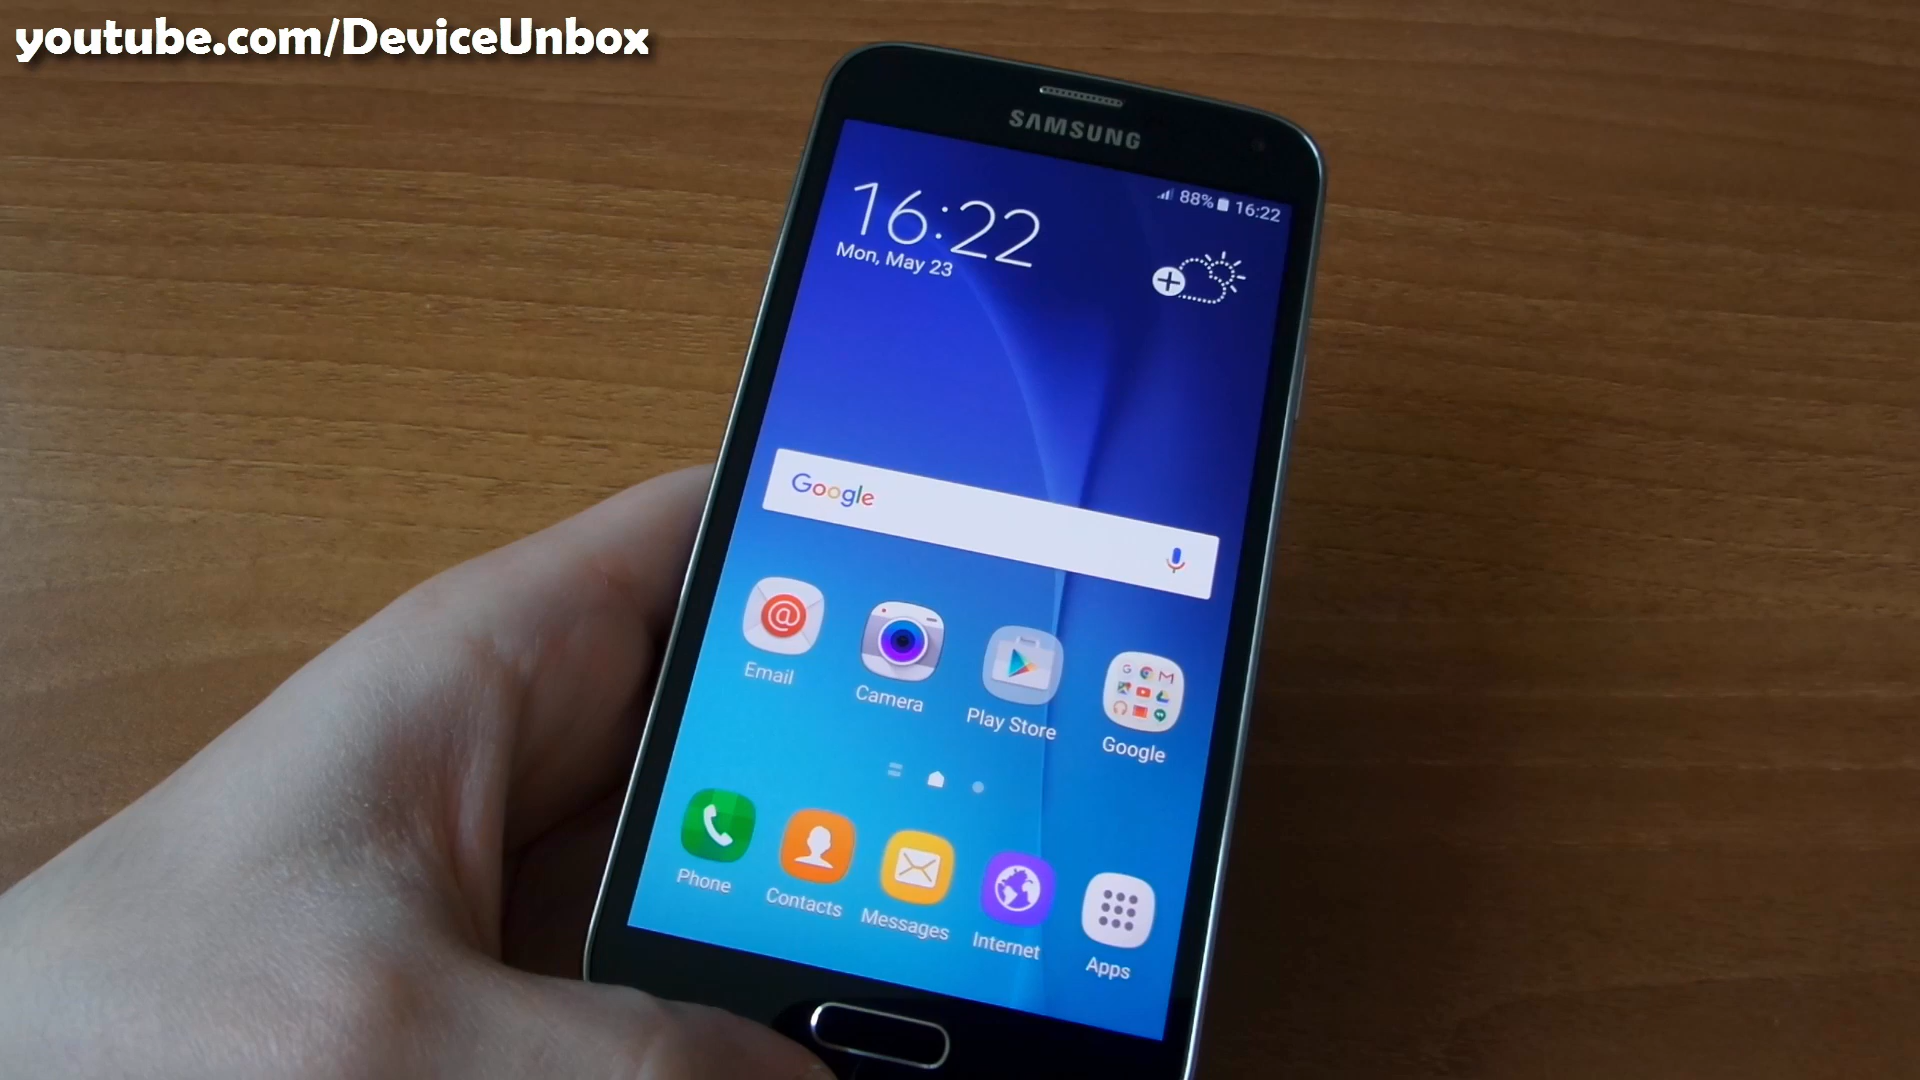 youtube.com/DeviceUnbox
SAMSUNG
88% 16:22
16:22
Mon, May 23
Google
Email
Camera
Play Store
Google
Phone
Contacts
Messages
Internet
Apps